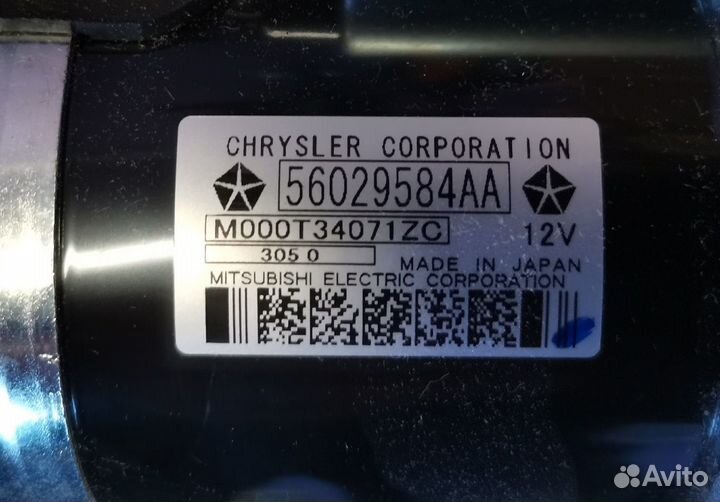 CHRYSLER CORPORATION
56029584AA
M000T34071ZC 12V
305 0
MADE IN JAPAN
MITSUBISHI ELECTRIC CORPORATION
Avito